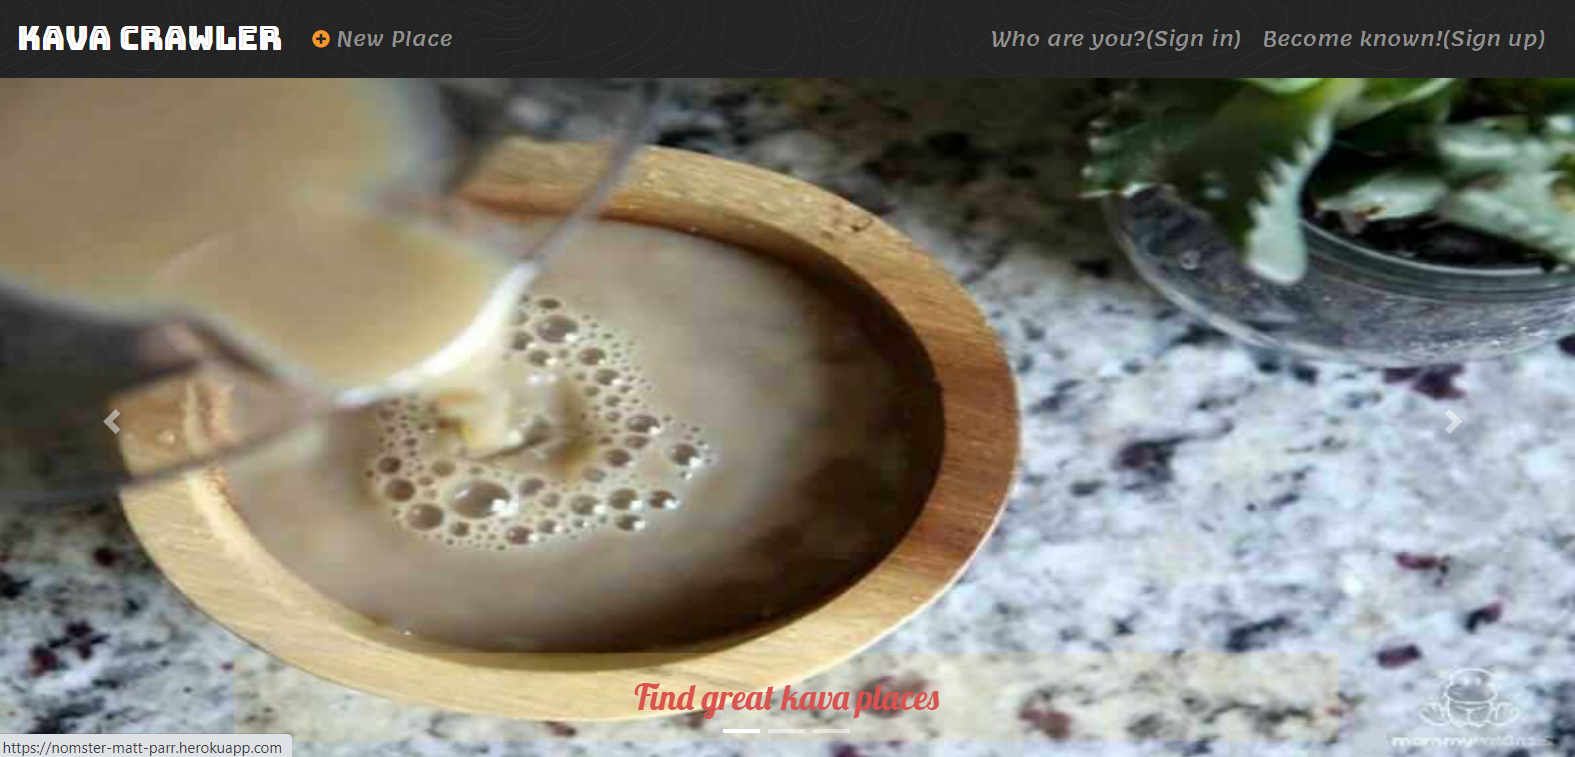 KAVA CRAWLER
New Place
Who are you?(Sign in)
Become known!(Sign up)
Find great kava places
https://nomster-matt-parr.herokuapp.com